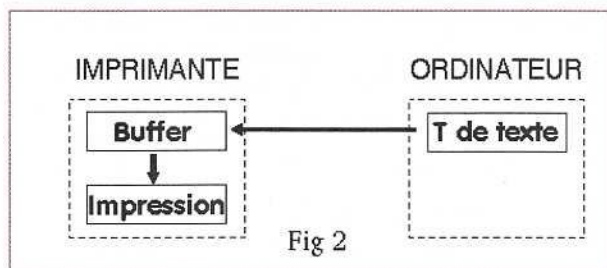 IMPRIMANTE ORDINATEUR
Buffer T de texte
Impression
Fig 2